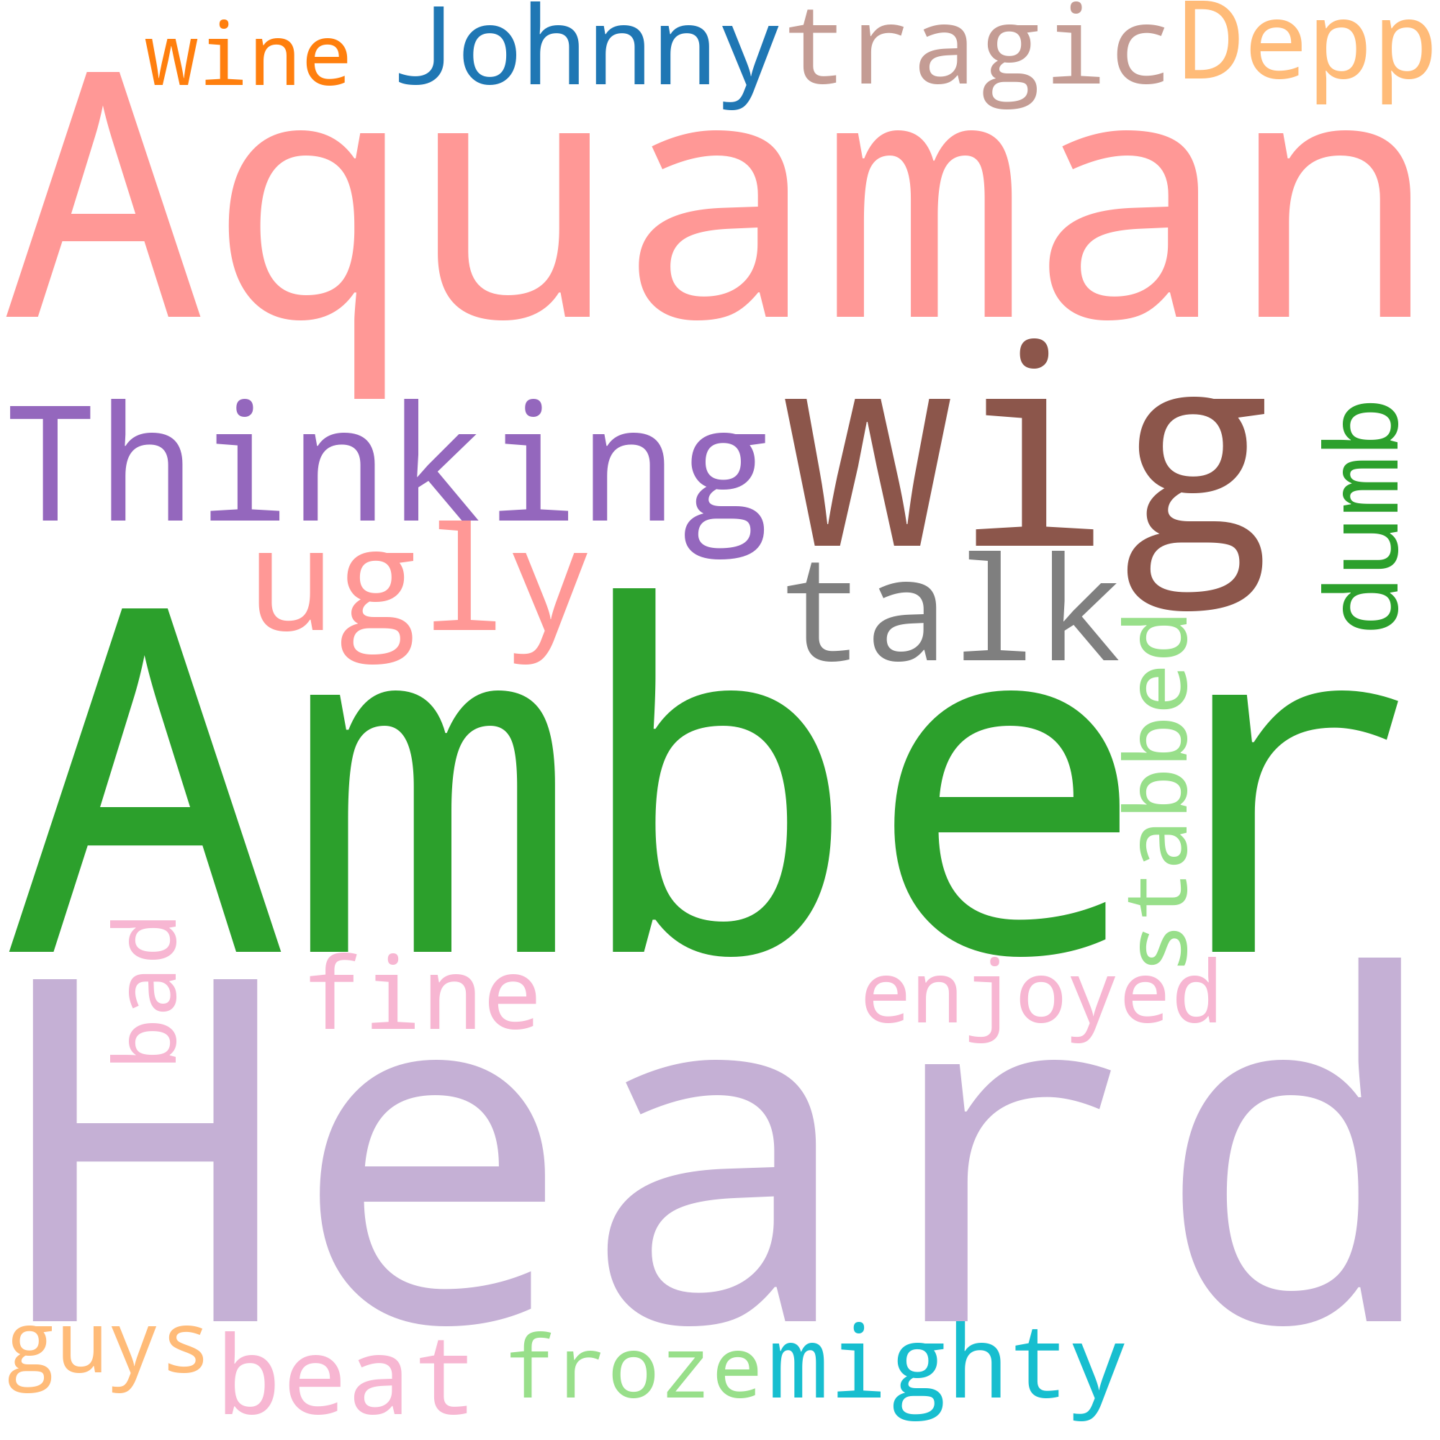 wine Johnny tragic Depp
Aquaman
Thinking wig dumb
ugly talk
Amber stabbed
bad fine enjoyed
Heard
guys beat froze mighty